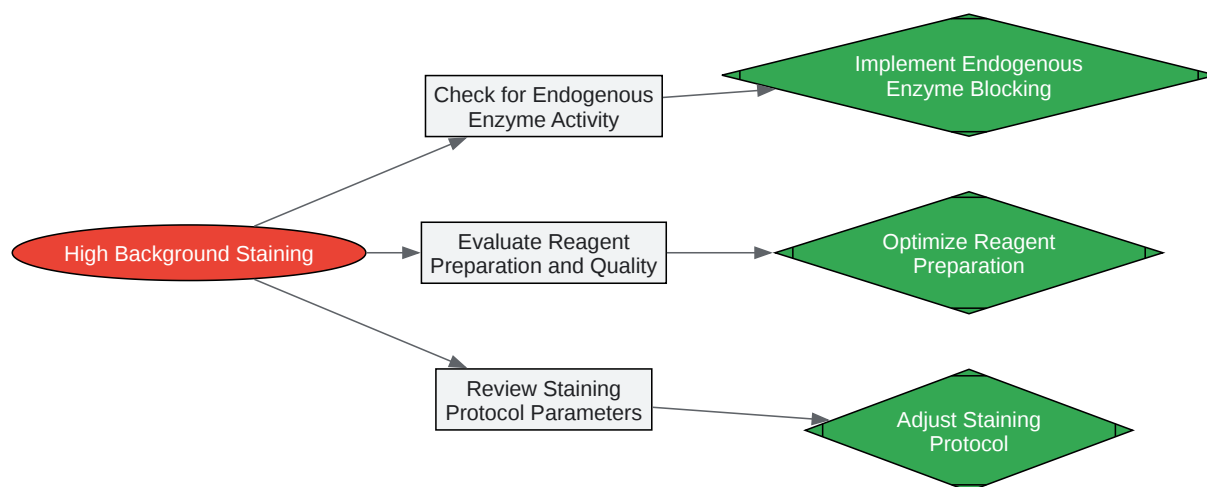 High Background Staining
Check for Endogenous
Enzyme Activity
Implement Endogenous
Enzyme Blocking
Evaluate Reagent
Preparation and Quality
Optimize Reagent
Preparation
Review Staining
Protocol Parameters
Adjust Staining
Protocol